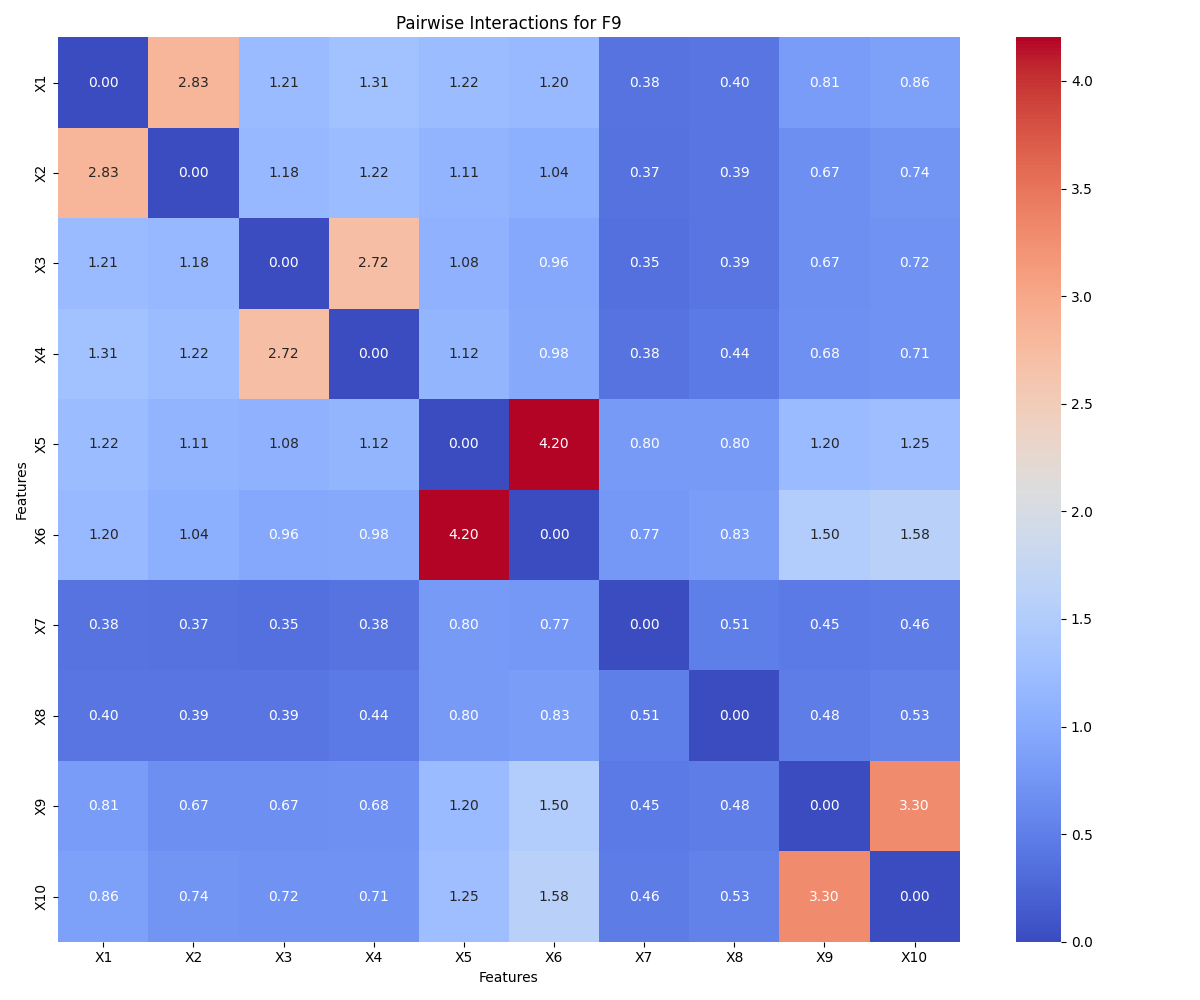 Pairwise Interactions for F9
X1 0.00 2.83 1.21 1.31 1.22 1.20 0.38 0.40 0.81 0.86
X2 2.83 0.00 1.18 1.22 1.11 1.04 0.37 0.39 0.67 0.74
X3 1.21 1.18 0.00 2.72 1.08 0.96 0.35 0.39 0.67 0.72
X4 1.31 1.22 2.72 0.00 1.12 0.98 0.38 0.44 0.68 0.71
X5 1.22 1.11 1.08 1.12 0.00 4.20 0.80 0.80 1.20 1.25
X6 1.20 1.04 0.96 0.98 4.20 0.00 0.77 0.83 1.50 1.58
X7 0.38 0.37 0.35 0.38 0.80 0.77 0.00 0.51 0.45 0.46
X8 0.40 0.39 0.39 0.44 0.80 0.83 0.51 0.00 0.48 0.53
X9 0.81 0.67 0.67 0.68 1.20 1.50 0.45 0.48 0.00 3.30
X10 0.86 0.74 0.72 0.71 1.25 1.58 0.46 0.53 3.30 0.00
X1 X2 X3 X4 X5 X6 X7 X8 X9 X10
Features
Features
4.0
3.5
3.0
2.5
2.0
1.5
1.0
0.5
0.0